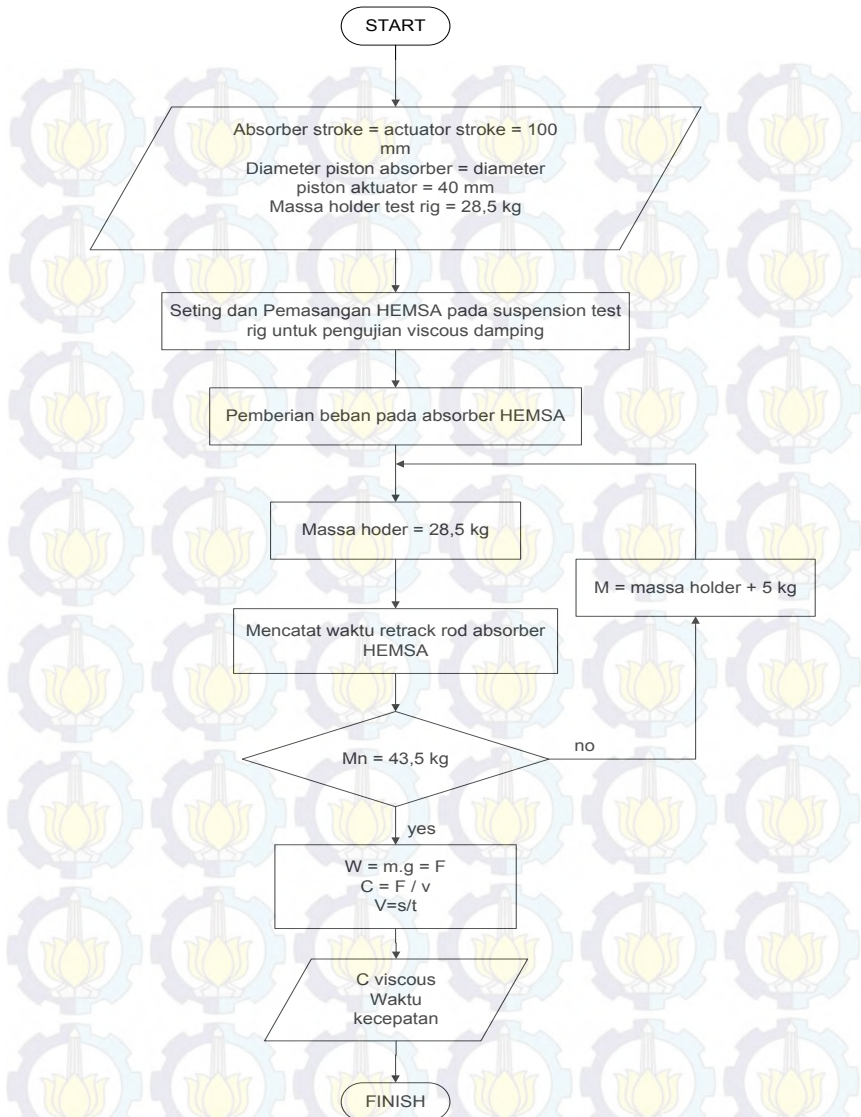 START
Absorber stroke = actuator stroke = 100
mm
Diameter piston absorber = diameter
piston aktuator = 40 mm
Massa holder test rig = 28,5 kg
Seting dan Pemasangan HEMSA pada suspension test
rig untuk pengujian viscous damping
Pemberian beban pada absorber HEMSA
Massa hoder = 28,5 kg
M = massa holder + 5 kg
Mencatat waktu retrack rod absorber
HEMSA
Mn = 43,5 kg
no
yes
W = m.g = F
C = F / v
V=s/t
C viscous
Waktu
kecepatan
FINISH